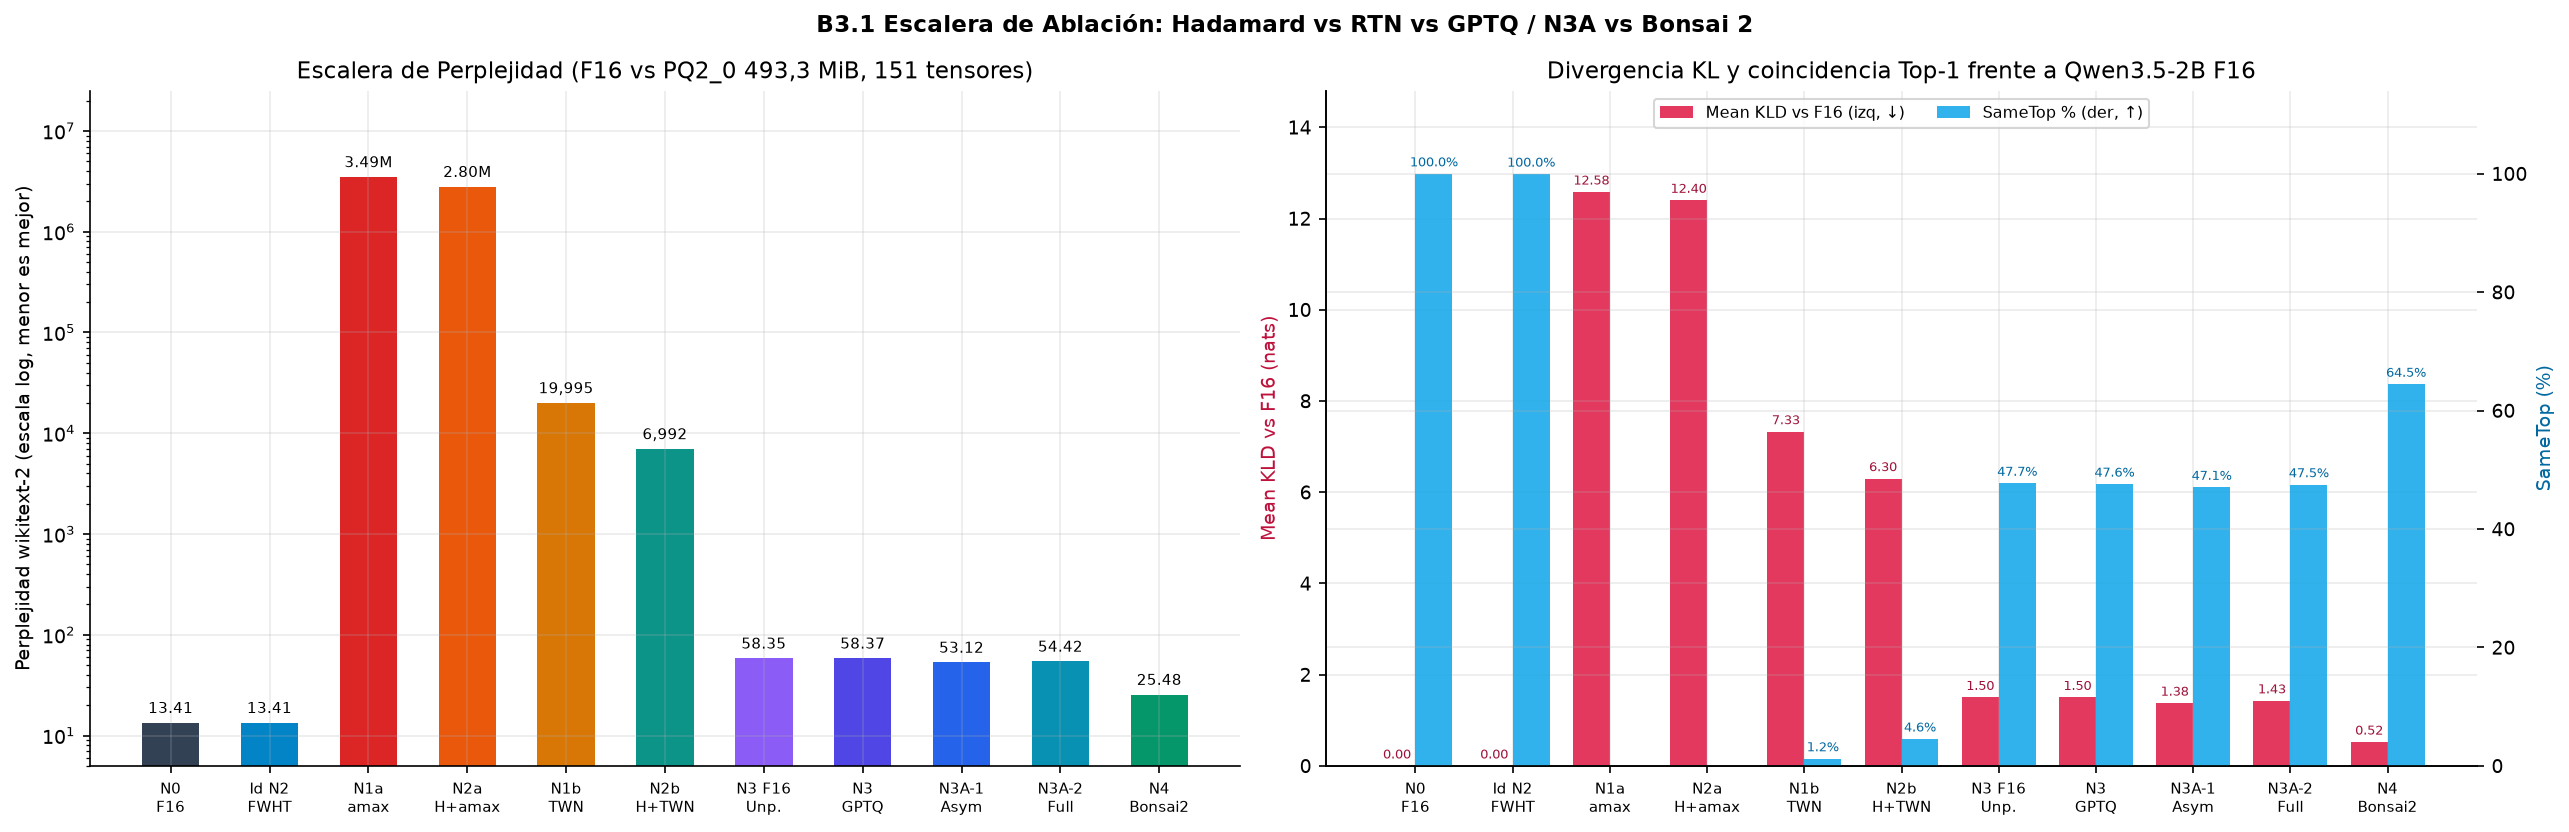 B3.1 Escalera de Ablación: Hadamard vs RTN vs GPTQ / N3A vs Bonsai 2
Escalera de Perplejidad (F16 vs PQ2_0 493,3 MiB, 151 tensores)
Perplejidad wikitext-2 (escala log, menor es mejor)
10⁷
10⁶
10⁵
10⁴
10³
10²
10¹
13.41
13.41
3.49M
2.80M
19,995
6,992
58.35
58.37
53.12
54.42
25.48
N0 F16
Id N2 FWHT
N1a amax
N2a H+amax
N1b TWN
N2b H+TWN
N3 F16 Unp.
N3 GPTQ
N3A-1 Asym
N3A-2 Full
N4 Bonsai2
Divergencia KL y coincidencia Top-1 frente a Qwen3.5-2B F16
Mean KLD vs F16 (izq, ↓)
SameTop % (der, ↑)
Mean KLD vs F16 (nats)
14
12
10
8
6
4
2
0
0.00
100.0%
0.00
100.0%
12.58
12.40
7.33
1.2%
6.30
4.6%
1.50
47.7%
1.50
47.6%
1.38
47.1%
1.43
47.5%
0.52
64.5%
100
80
60
40
20
0
SameTop (%)
N0 F16
Id N2 FWHT
N1a amax
N2a H+amax
N1b TWN
N2b H+TWN
N3 F16 Unp.
N3 GPTQ
N3A-1 Asym
N3A-2 Full
N4 Bonsai2